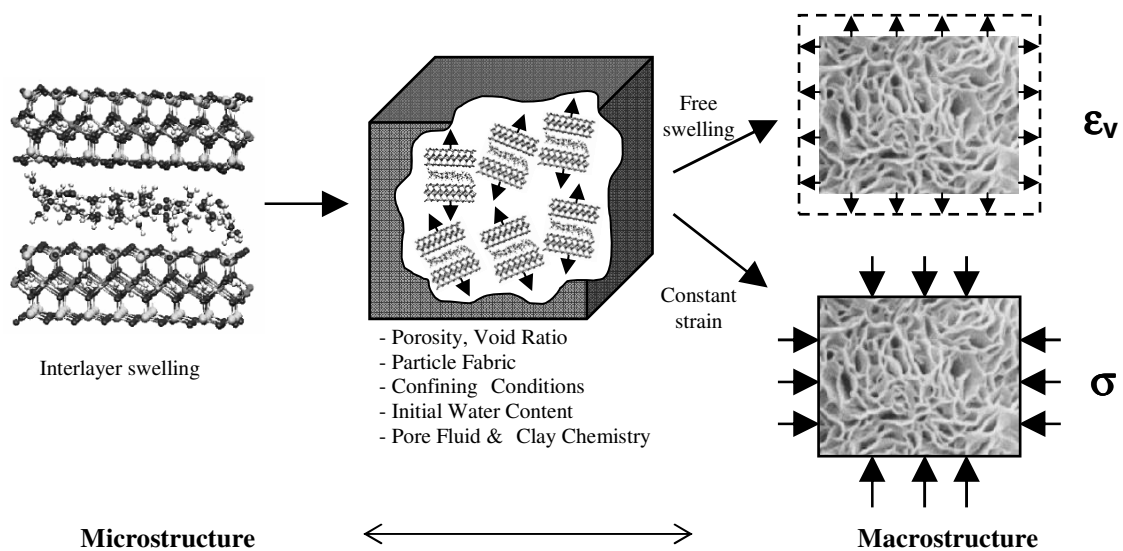 Interlayer swelling
- Porosity, Void Ratio
- Particle Fabric
- Confining Conditions
- Initial Water Content
- Pore Fluid & Clay Chemistry
Free
swelling
εv
Constant
strain
σ
Microstructure
Macrostructure